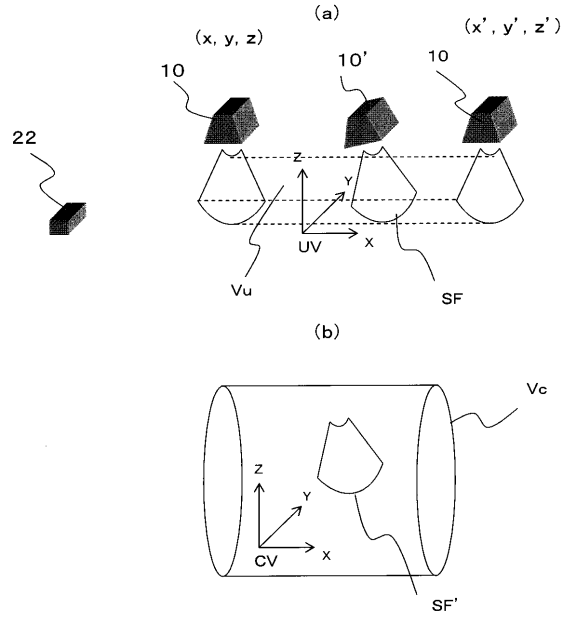 (a)
(x, y, z)
(x', y', z')
10
10'
10
22
Z
Y
X
UV
Vu
SF
(b)
Vc
Z
Y
X
CV
SF'